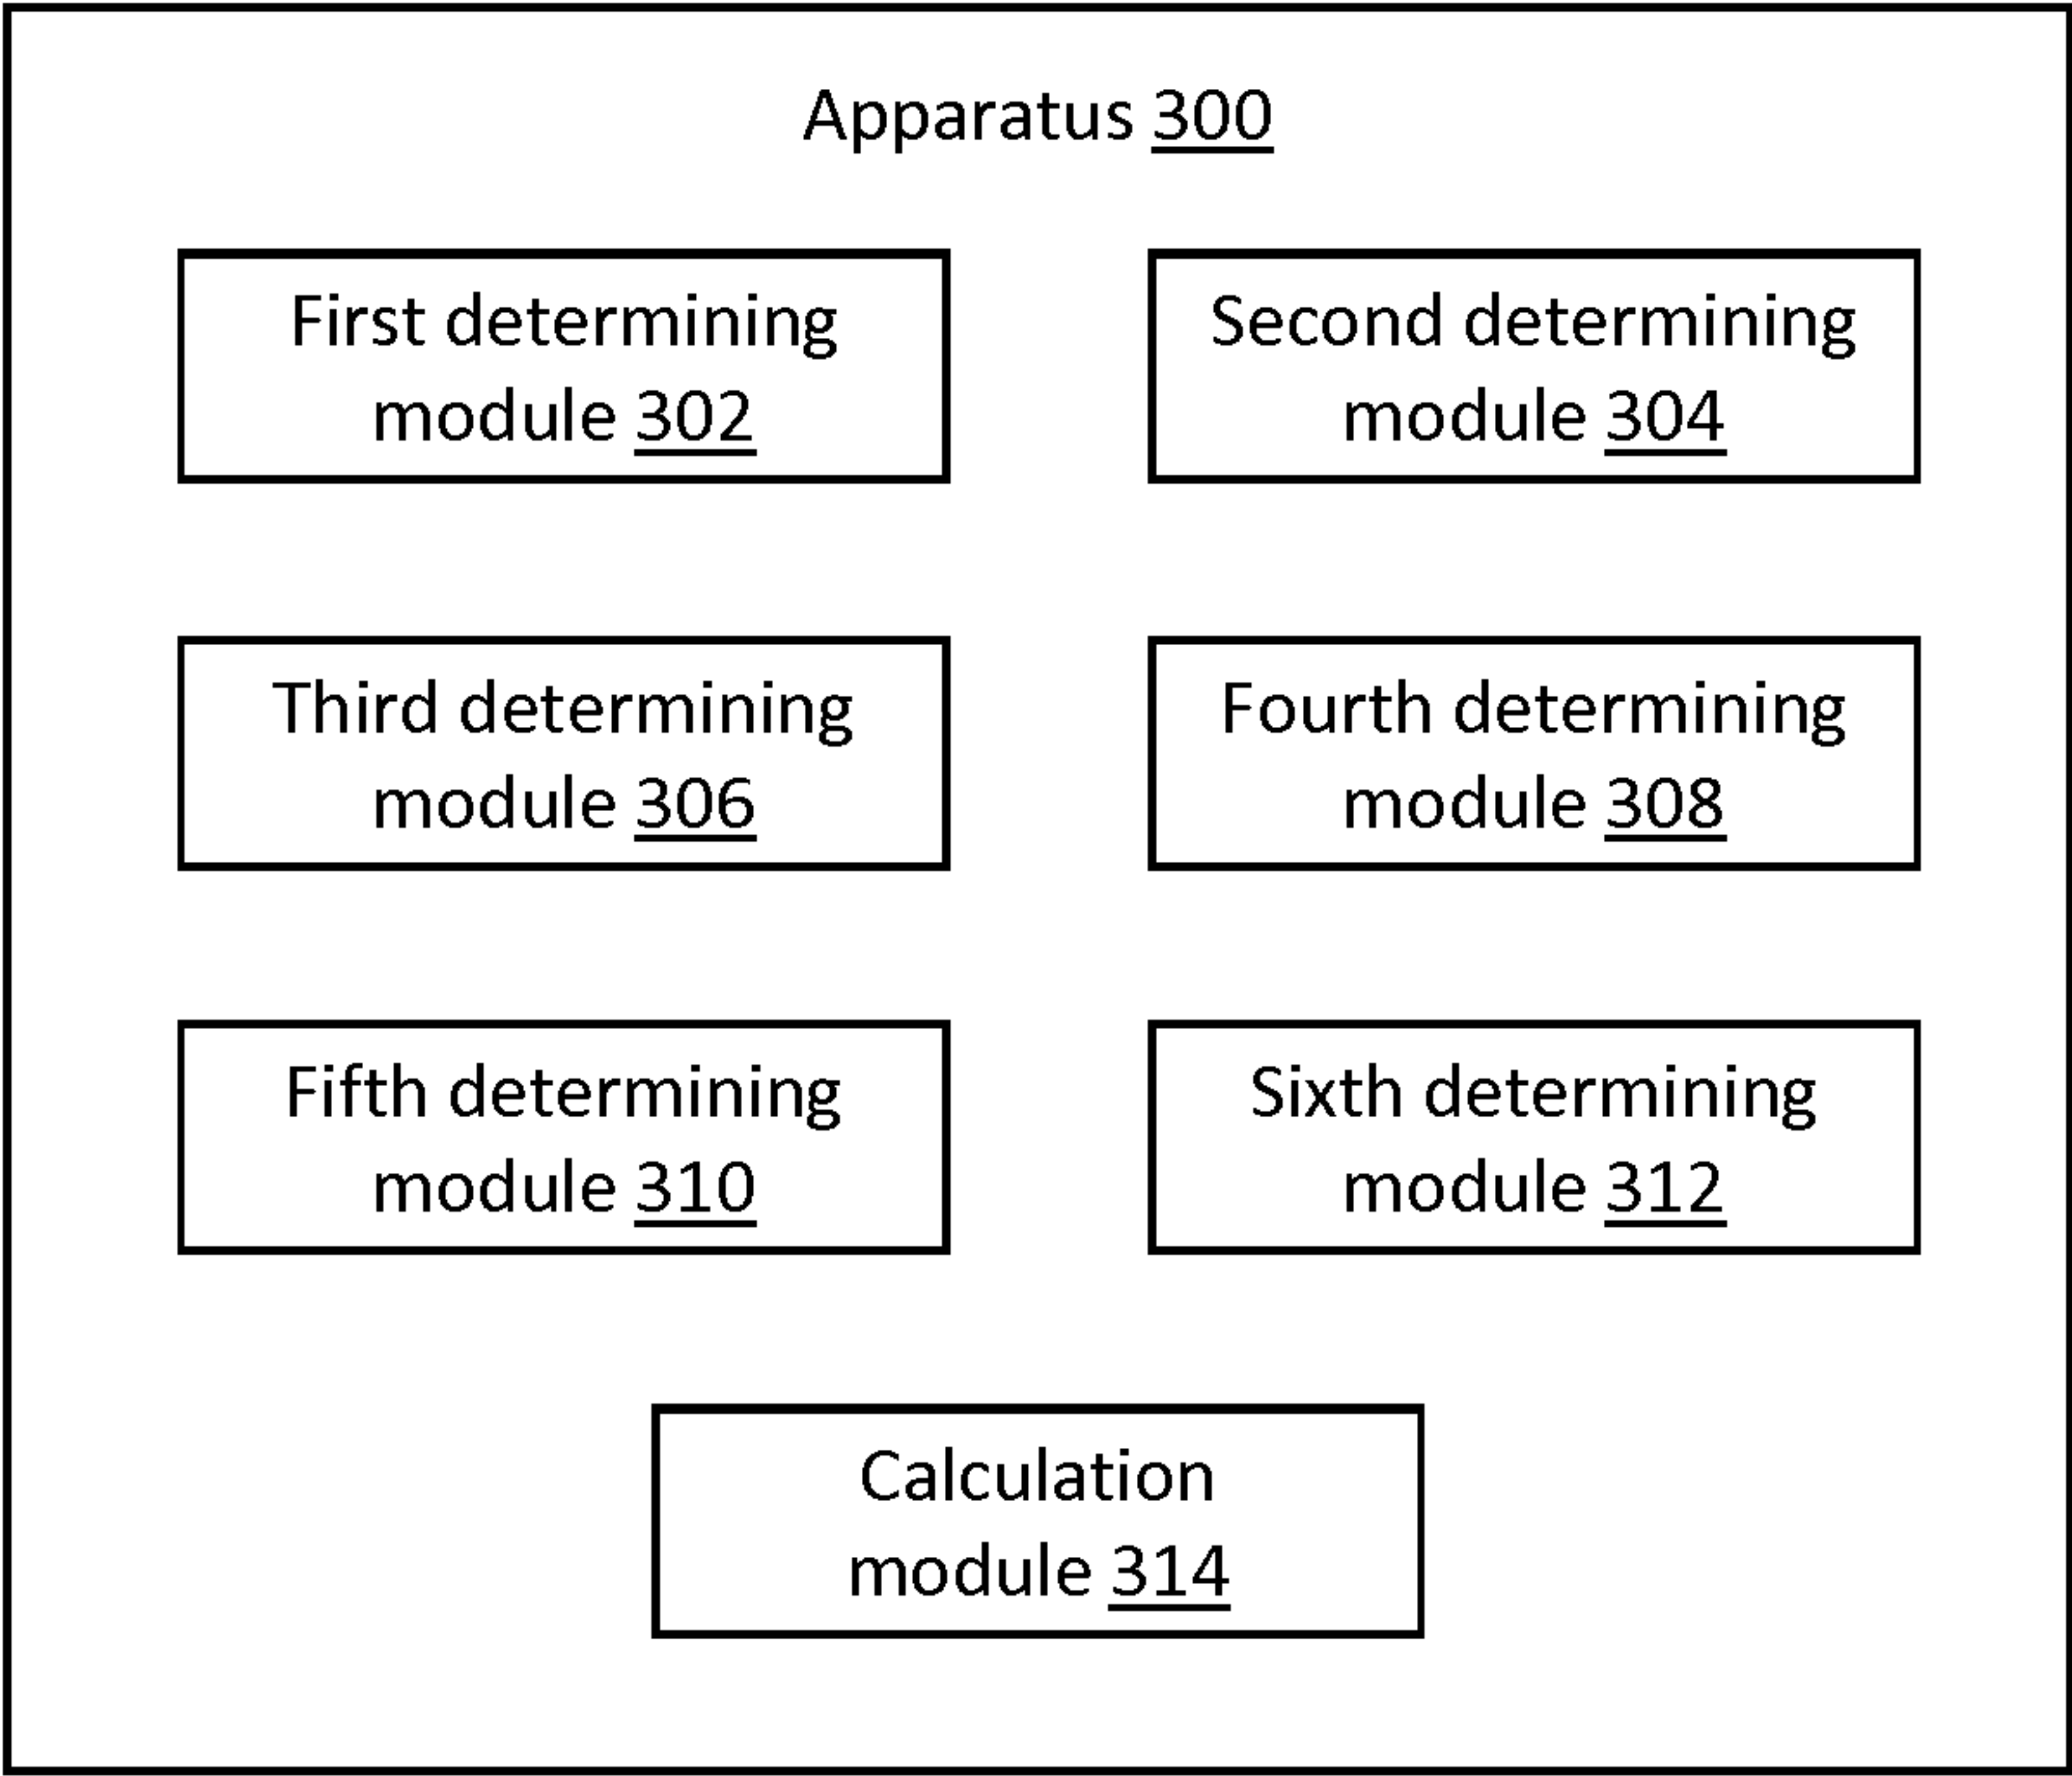 Apparatus 300
First determining
module 302
Second determining
module 304
Third determining
module 306
Fourth determining
module 308
Fifth determining
module 310
Sixth determining
module 312
Calculation
module 314